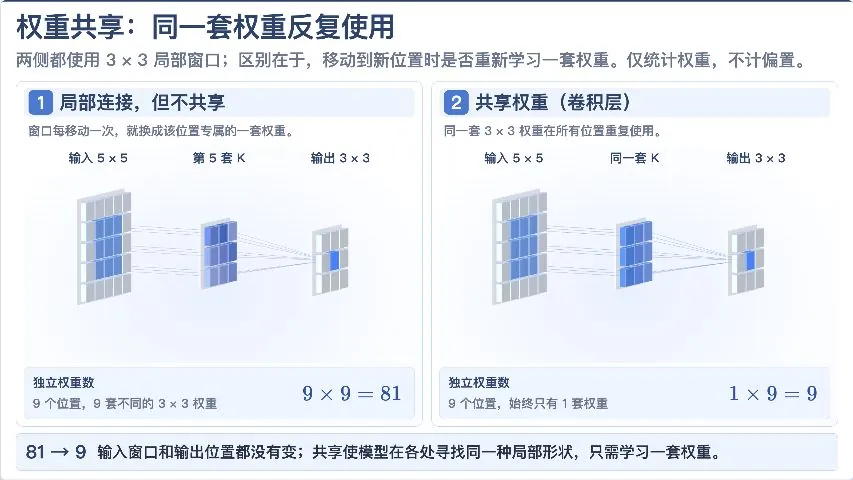 权重共享：同一套权重反复使用
两侧都使用 3 × 3 局部窗口；区别在于，移动到新位置时是否重新学习一套权重。仅统计权重，不计偏置。
1 局部连接，但不共享
窗口每移动一次，就换成该位置专属的一套权重。
输入 5 × 5 第 5 套 K 输出 3 × 3
独立权重数
9 个位置，9 套不同的 3 × 3 权重
9 × 9 = 81
2 共享权重（卷积层）
同一套 3 × 3 权重在所有位置重复使用。
输入 5 × 5 同一套 K 输出 3 × 3
独立权重数
9 个位置，始终只有 1 套权重
1 × 9 = 9
81 → 9 输入窗口和输出位置都没有变；共享使模型在各处寻找同一种局部形状，只需学习一套权重。